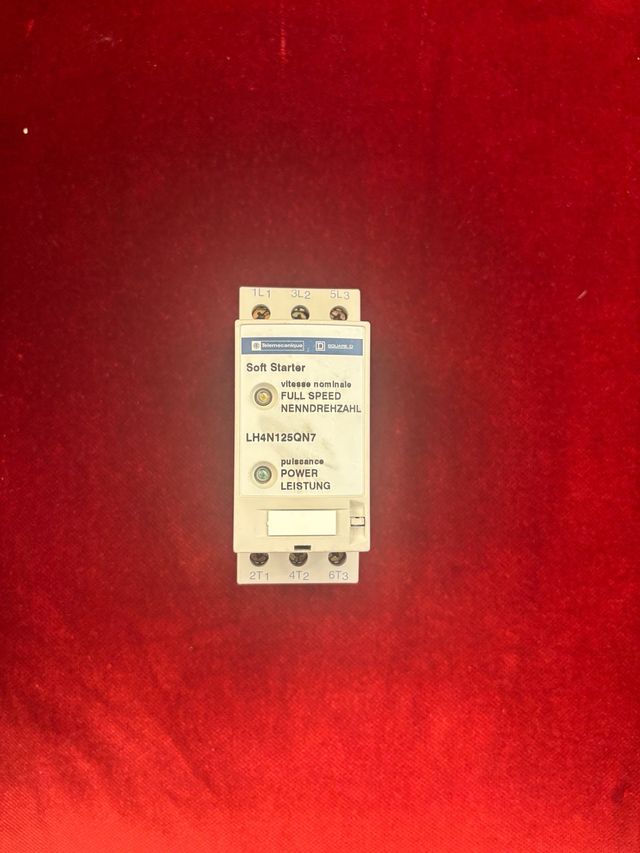 1L1 3L2 5L3
Telemecanique SQUARE D
Soft Starter
vitesse nominale
FULL SPEED
NENNDREHZAHL
LH4N125QN7
puissance
POWER
LEISTUNG
2T1 4T2 6T3